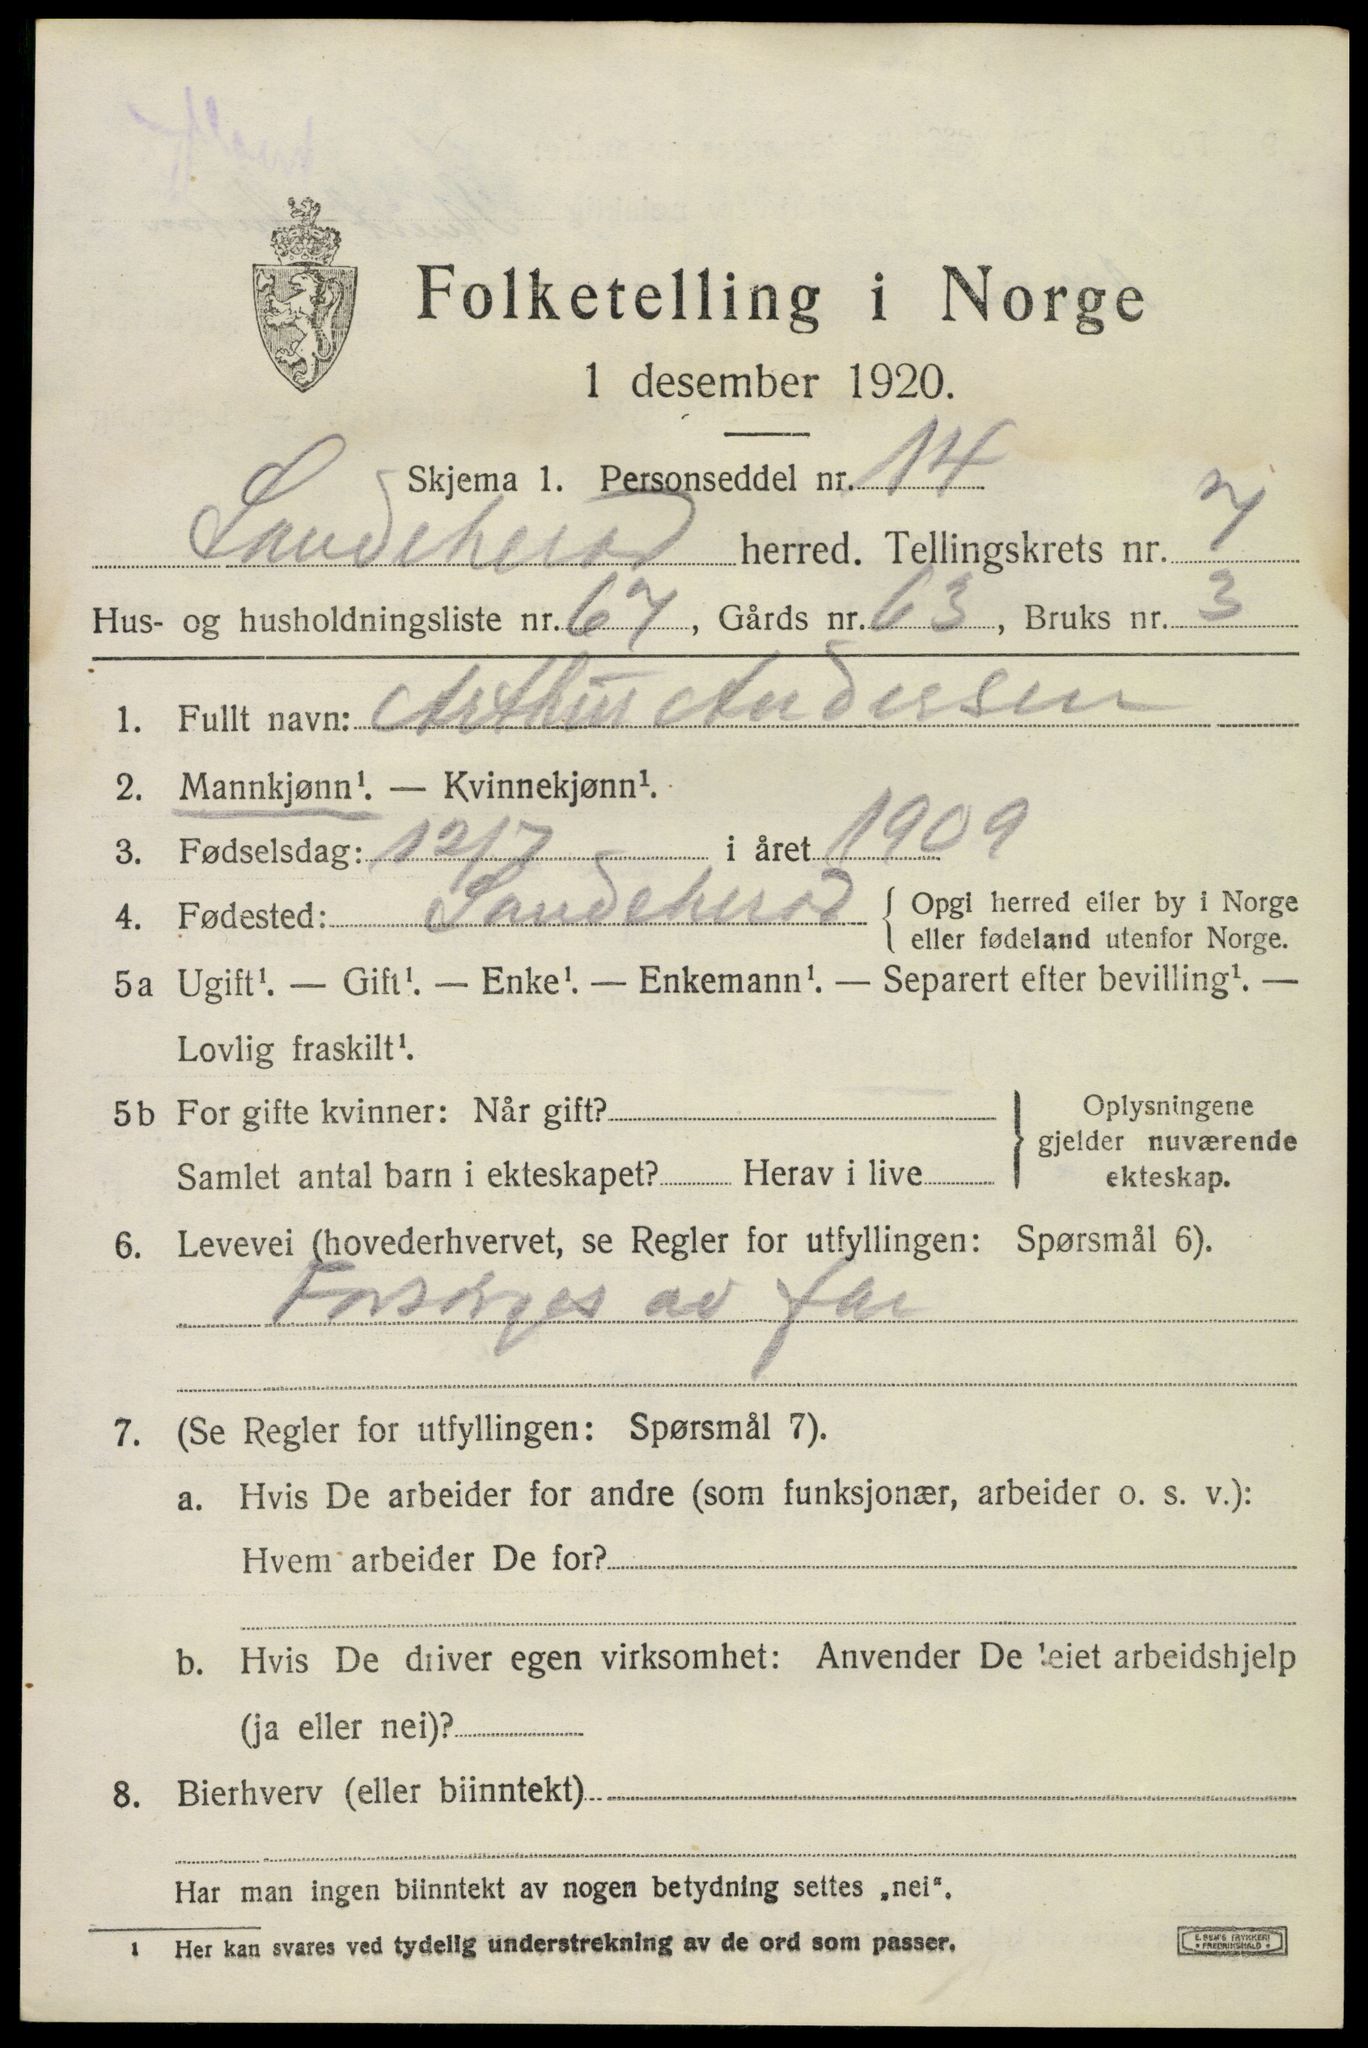 Folketelling i Norge
1 desember 1920.
Skjema 1. Personseddel nr. 14
Sandeherad herred. Tellingskrets nr. 7
Hus- og husholdningsliste nr. 67, Gårds nr. 63, Bruks nr. 3
1. Fullt navn: Arthur Andersen
2. Mannkjønn¹. — Kvinnekjønn¹.
3. Fødselsdag: 12/7 i året 1909
4. Fødested: Sandeherad { Opgi herred eller by i Norge
eller fødeland utenfor Norge.
5a Ugift¹. — Gift¹. — Enke¹. — Enkemann¹. — Separert efter bevilling¹. —
Lovlig fraskilt¹.
5b For gifte kvinner: Når gift? } Oplysningene
gjelder nuværende
Samlet antal barn i ekteskapet? Herav i live
ekteskap.
6. Levevei (hovederhvervet, se Regler for utfyllingen: Spørsmål 6).
Forsørges av far
7. (Se Regler for utfyllingen: Spørsmål 7).
a. Hvis De arbeider for andre (som funksjonær, arbeider o. s. v.):
Hvem arbeider De for?
b. Hvis De driver egen virksomhet: Anvender De leiet arbeidshjelp
(ja eller nei)?
8. Bierhverv (eller biinntekt)
Har man ingen biinntekt av nogen betydning settes „nei".
1 Her kan svares ved tydelig understrekning av de ord som passer.